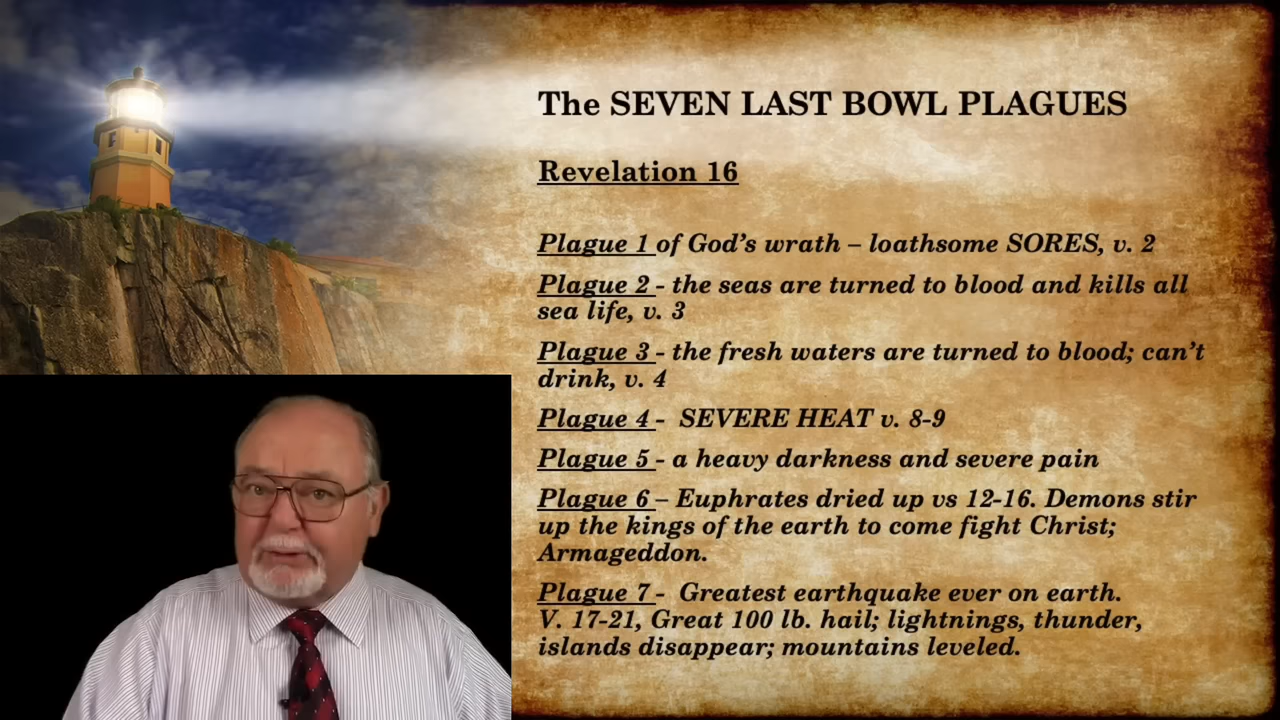 The SEVEN LAST BOWL PLAGUES
Revelation 16
Plague 1 of God's wrath – loathsome SORES, v. 2
Plague 2 - the seas are turned to blood and kills all
sea life, v. 3
Plague 3 - the fresh waters are turned to blood; can't
drink, v. 4
Plague 4 - SEVERE HEAT v. 8-9
Plague 5 - a heavy darkness and severe pain
Plague 6 – Euphrates dried up vs 12-16. Demons stir
up the kings of the earth to come fight Christ;
Armageddon.
Plague 7 - Greatest earthquake ever on earth.
V. 17-21, Great 100 lb. hail; lightnings, thunder,
islands disappear; mountains leveled.